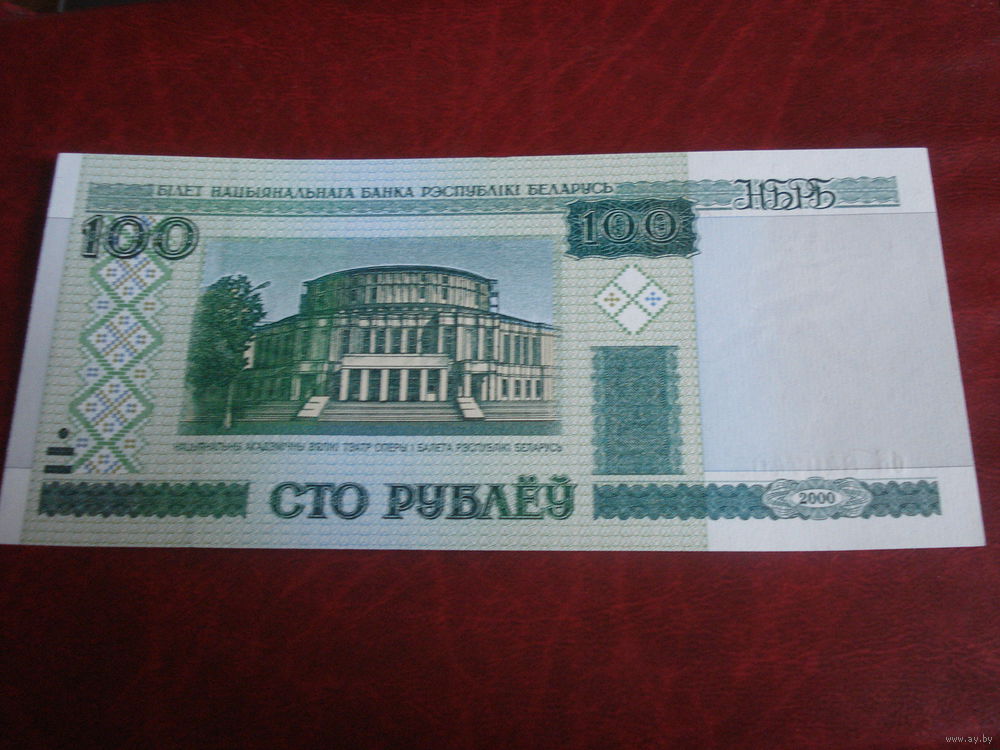 БІЛЕТ НАЦЫЯНАЛЬНАГА БАНКА РЭСПУБЛІКІ БЕЛАРУСЬ
НБРБ
100
100
НАЦЫЯНАЛЬНЫ АКАДЭМІЧНЫ ВЯЛІКІ ТЭАТР ОПЕРЫ І БАЛЕТА РЭСПУБЛІКІ БЕЛАРУСЬ
СТО РУБЛЁЎ
2000
www.ay.by